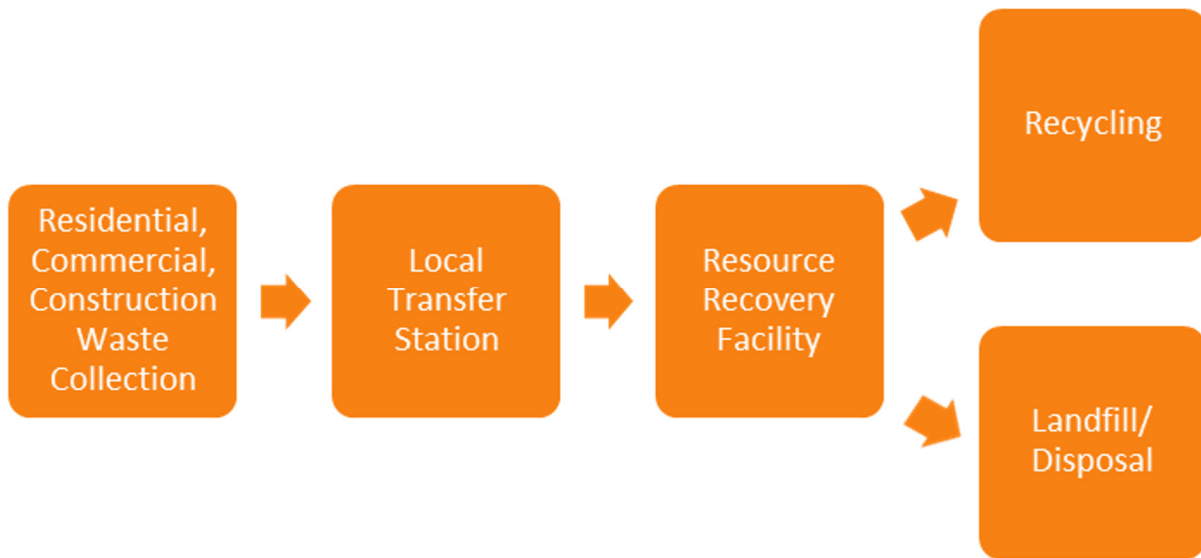 Residential,
Commercial,
Construction
Waste
Collection
Local
Transfer
Station
Resource
Recovery
Facility
Recycling
Landfill/
Disposal